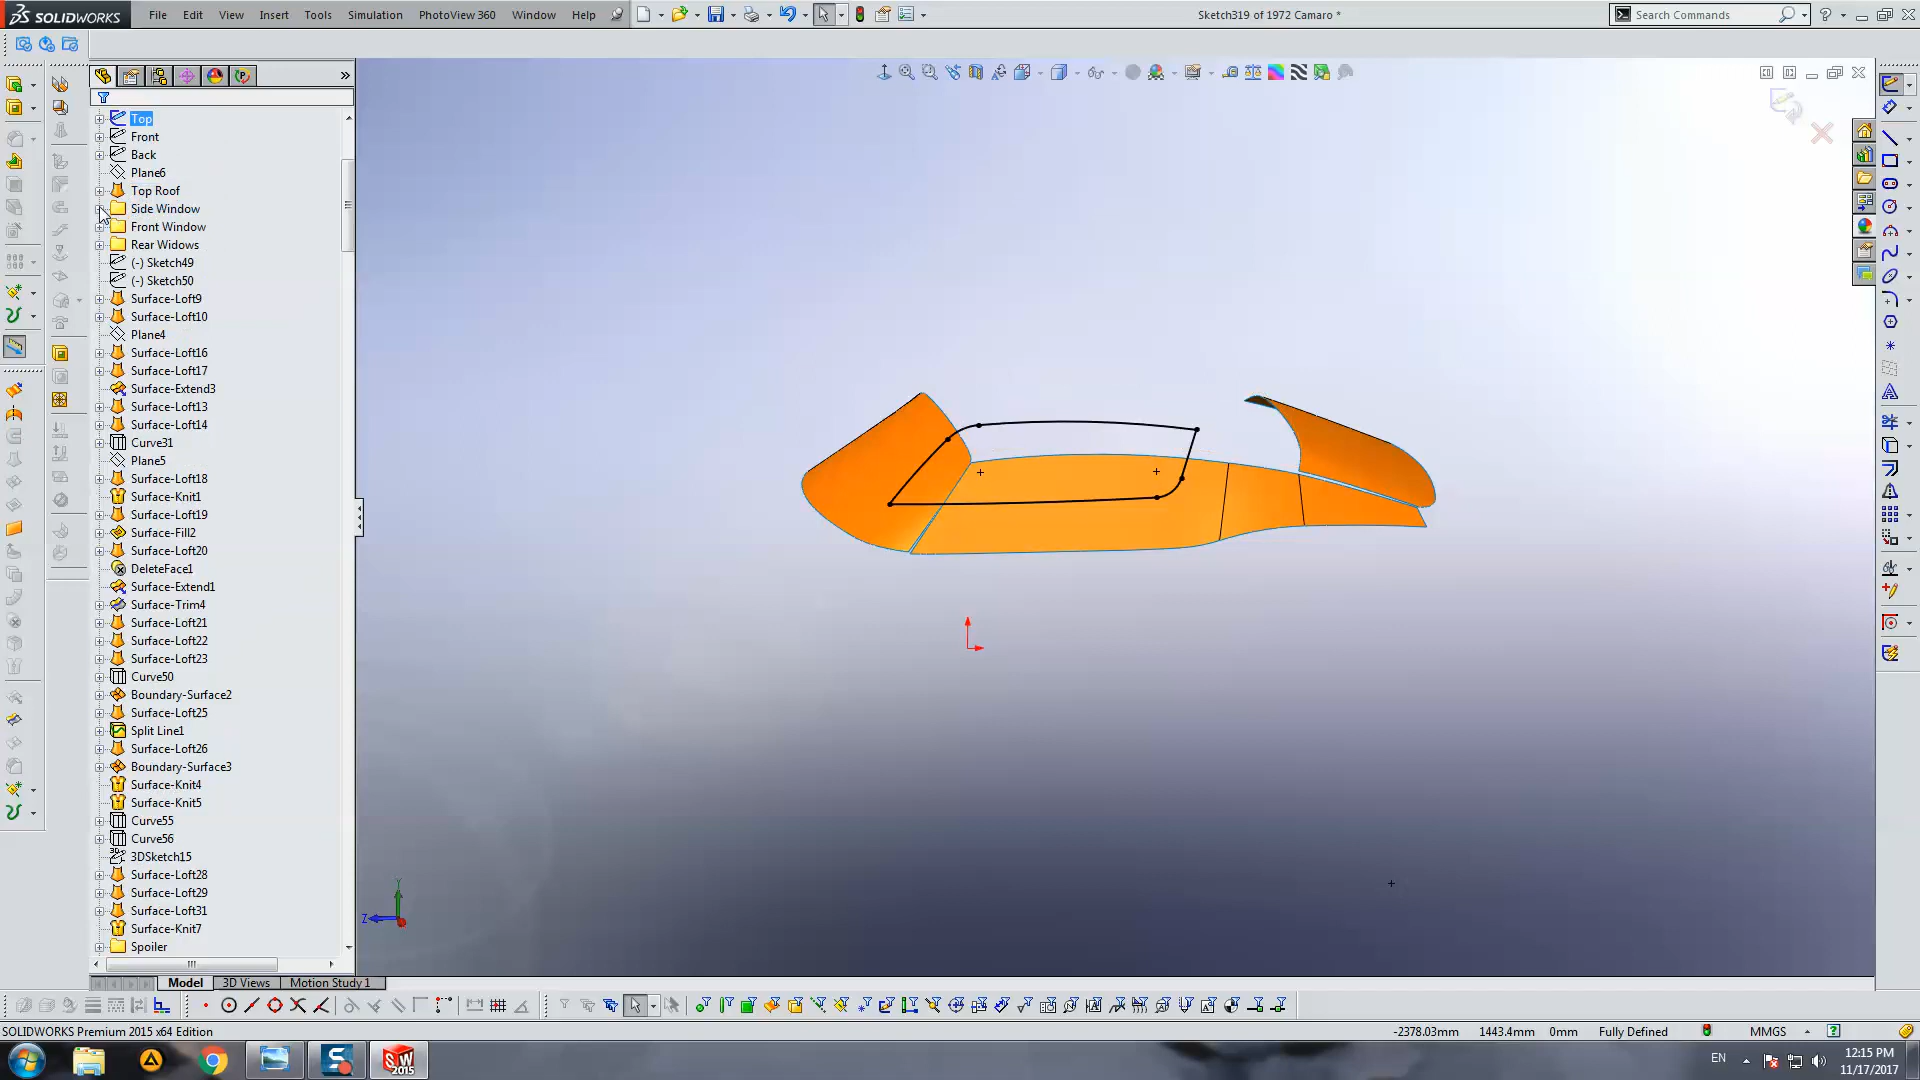 SOLIDWORKS
File Edit View Insert Tools Simulation PhotoView 360 Window Help
Sketch319 of 1972 Camaro *
Search Commands
Top
Front
Back
Plane6
Top Roof
Side Window
Front Window
Rear Widows
(-) Sketch49
(-) Sketch50
Surface-Loft9
Surface-Loft10
Plane4
Surface-Loft16
Surface-Loft17
Surface-Extend3
Surface-Loft13
Surface-Loft14
Curve31
Plane5
Surface-Loft18
Surface-Knit1
Surface-Loft19
Surface-Fill2
Surface-Loft20
DeleteFace1
Surface-Extend1
Surface-Trim4
Surface-Loft21
Surface-Loft22
Surface-Loft23
Curve50
Boundary-Surface2
Surface-Loft25
Split Line1
Surface-Loft26
Boundary-Surface3
Surface-Knit4
Surface-Knit5
Curve55
Curve56
3DSketch15
Surface-Loft28
Surface-Loft29
Surface-Loft31
Surface-Knit7
Spoiler
Y
Z
Model 3D Views Motion Study 1
SOLIDWORKS Premium 2015 x64 Edition
-2378.03mm 1443.4mm 0mm Fully Defined MMGS
EN
12:15 PM
11/17/2017